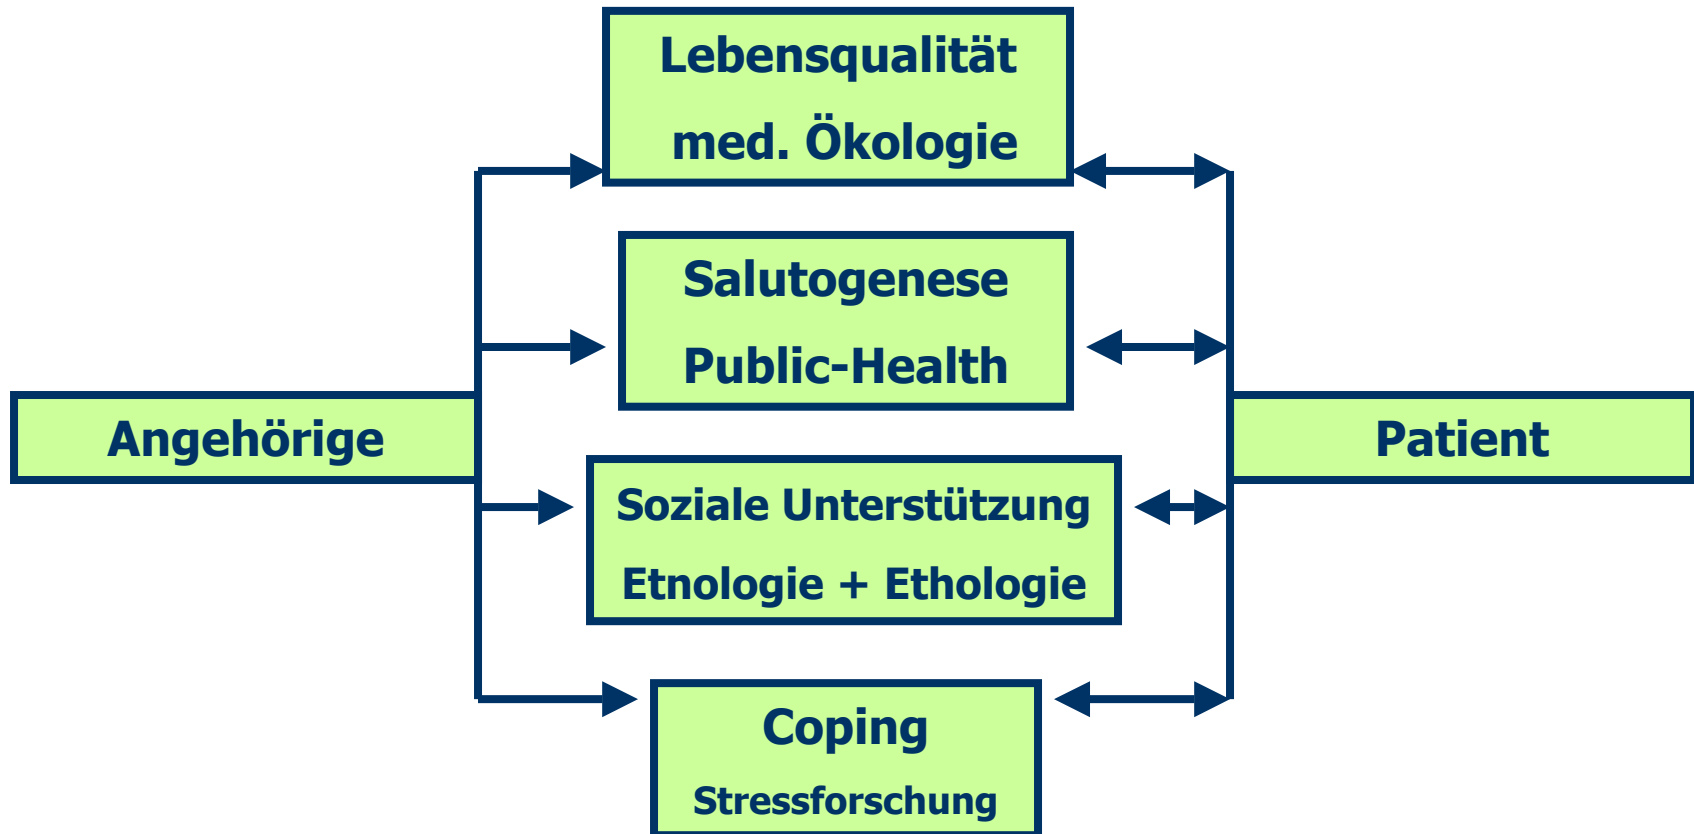 Lebensqualität
med. Ökologie
Salutogenese
Public-Health
Angehörige
Patient
Soziale Unterstützung
Etnologie + Ethologie
Coping
Stressforschung